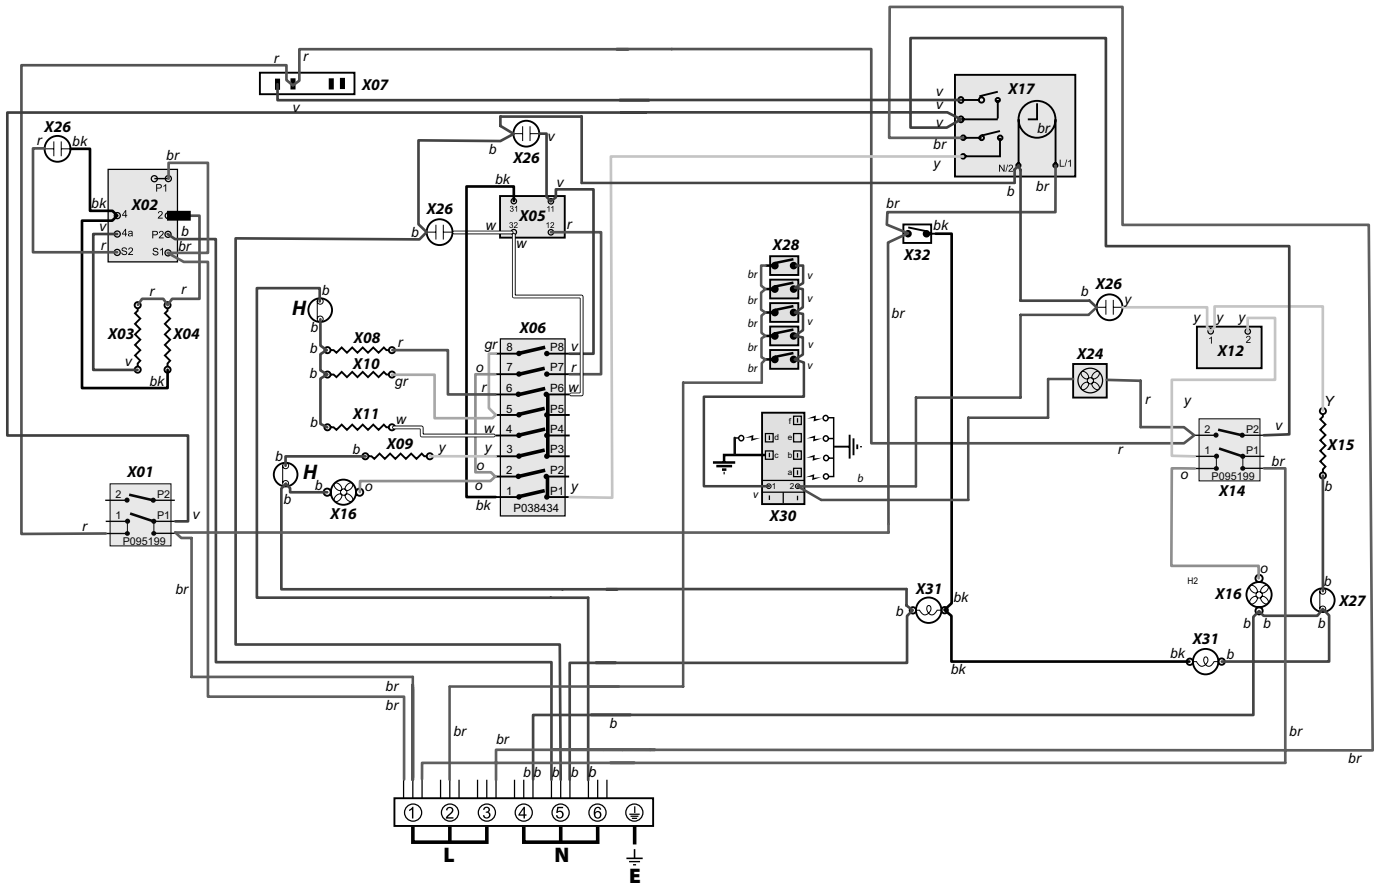 r
r
X07
v
X26
r
bk
br
P1
X02
bk
4
2
v
4a
P2
b
r
S2
S1
br
r
r
X03
X04
v
bk
X01
2
P2
1
P1
v
r
P095199
br
b
X26
v
bk
v
31
11
X05
X26
b
w
32
12
r
w
b
H
b
X06
b
X08
r
gr
8
P8
v
b
X10
gr
o
7
P7
r
r
6
P6
w
5
P5
b
X11
w
w
4
P4
b
b
X09
y
y
3
P3
H
o
2
P2
b
b
X16
o
o
1
P1
y
bk
P038434
X17
v
v
v
br
y
br
N/2
L/1
b
br
br
bk
X32
br
X28
br
v
br
v
br
v
br
v
X26
b
y
y
y
y
1
2
X12
X24
r
r
y
Y
X15
b
2
P2
v
1
P1
br
o
P095199
X14
f
d
e
c
b
a
1
2
v
b
X30
H2
o
X16
b
b
b
X27
b
X31
b
bk
bk
X31
bk
b
br
br
br
br
b
br
br
b
b
b
b
b
1
2
3
4
5
6
L
N
E